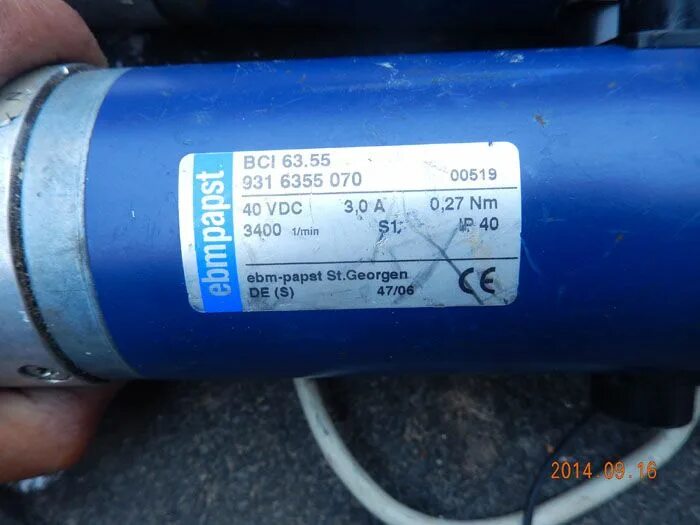 ebmpapst
BCI 63.55
931 6355 070 00519
40 VDC 3,0 A 0,27 Nm
3400 1/min S1 IP 40
ebm-papst St.Georgen
DE (S) 47/06 CE
2014.09.16